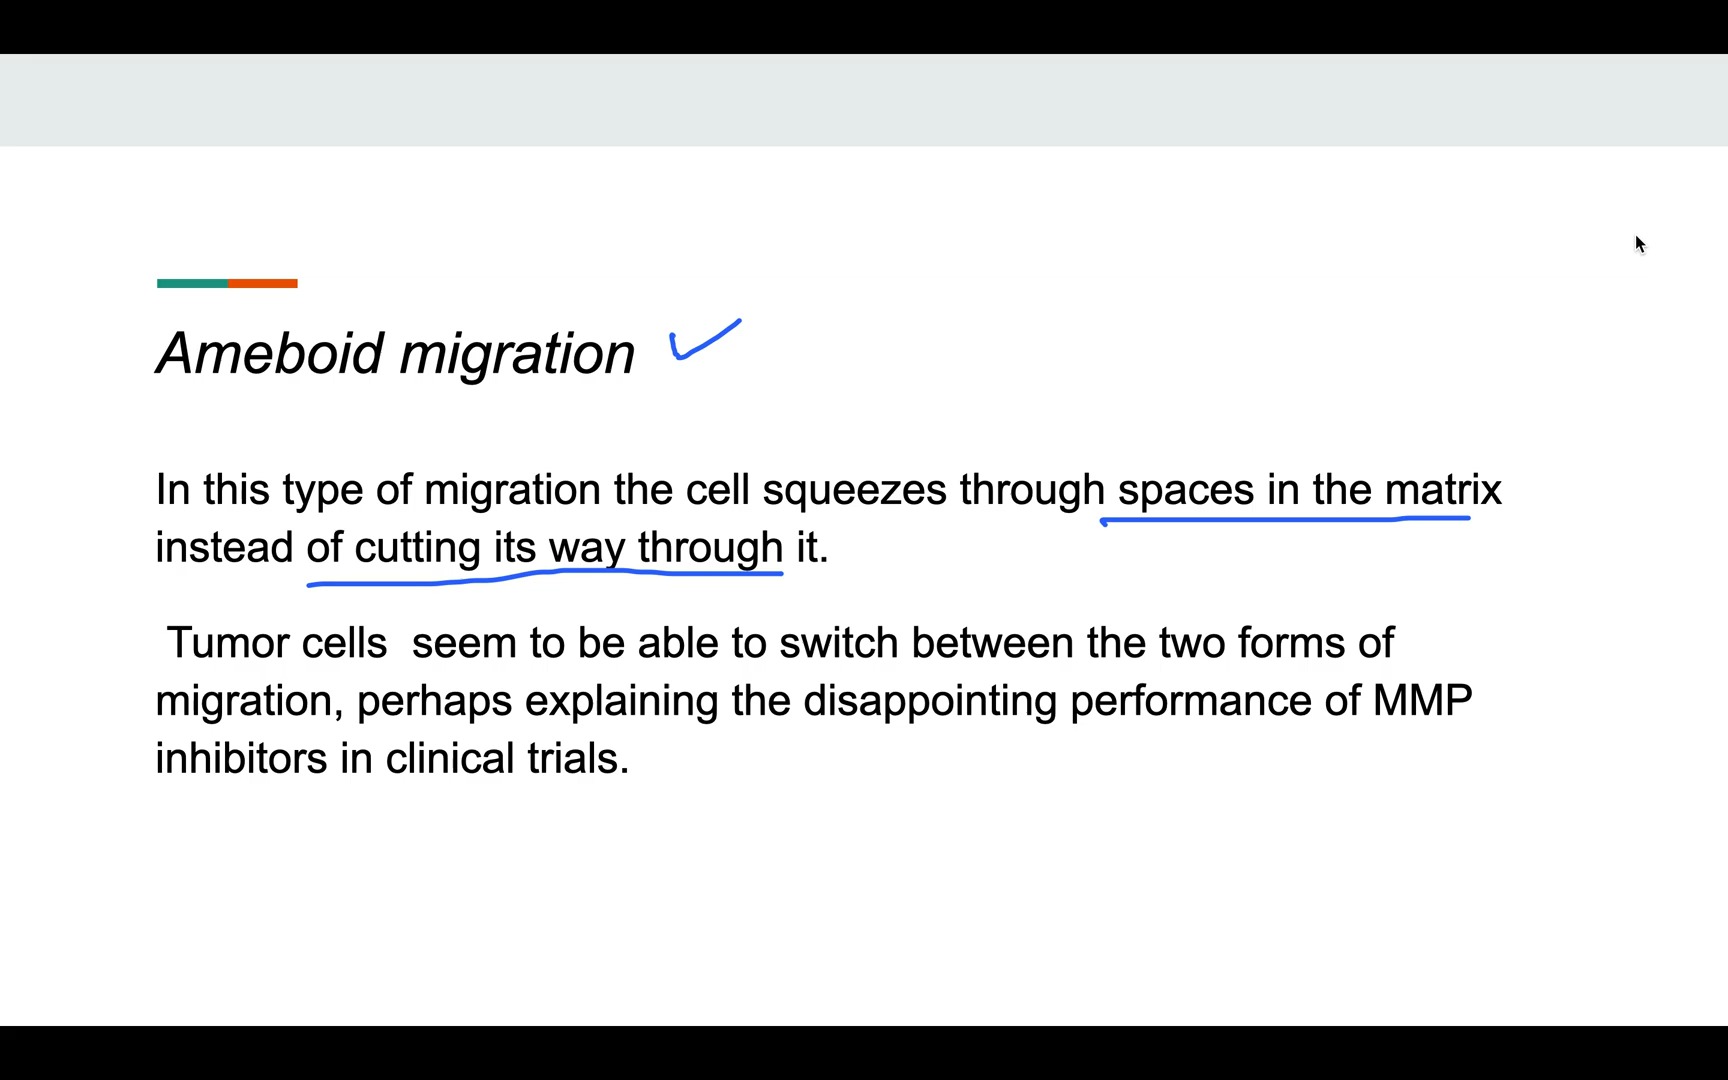 Ameboid migration
In this type of migration the cell squeezes through spaces in the matrix
instead of cutting its way through it.
Tumor cells  seem to be able to switch between the two forms of
migration, perhaps explaining the disappointing performance of MMP
inhibitors in clinical trials.